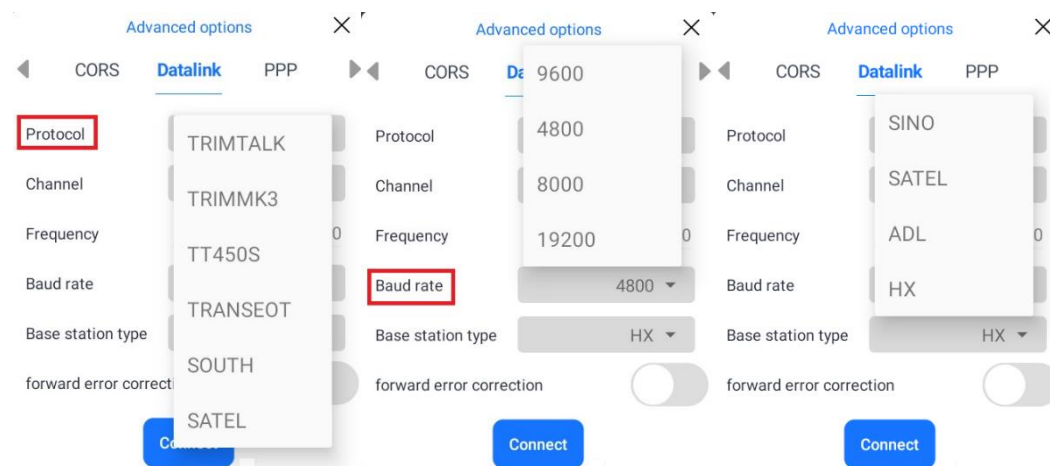 Advanced options
CORS Datalink PPP
Protocol
TRIMTALK
Channel
TRIMMK3
Frequency 0
TT450S
Baud rate
TRANSEOT
Base station type
SOUTH
forward error correcti
SATEL
Advanced options
CORS
9600
Protocol
4800
Channel
8000
Frequency 0
19200
Baud rate 4800
Base station type HX
forward error correction
Connect
Advanced options
CORS Datalink PPP
Protocol
SINO
Channel
SATEL
Frequency 0
ADL
Baud rate
HX
Base station type HX
forward error correction
Connect